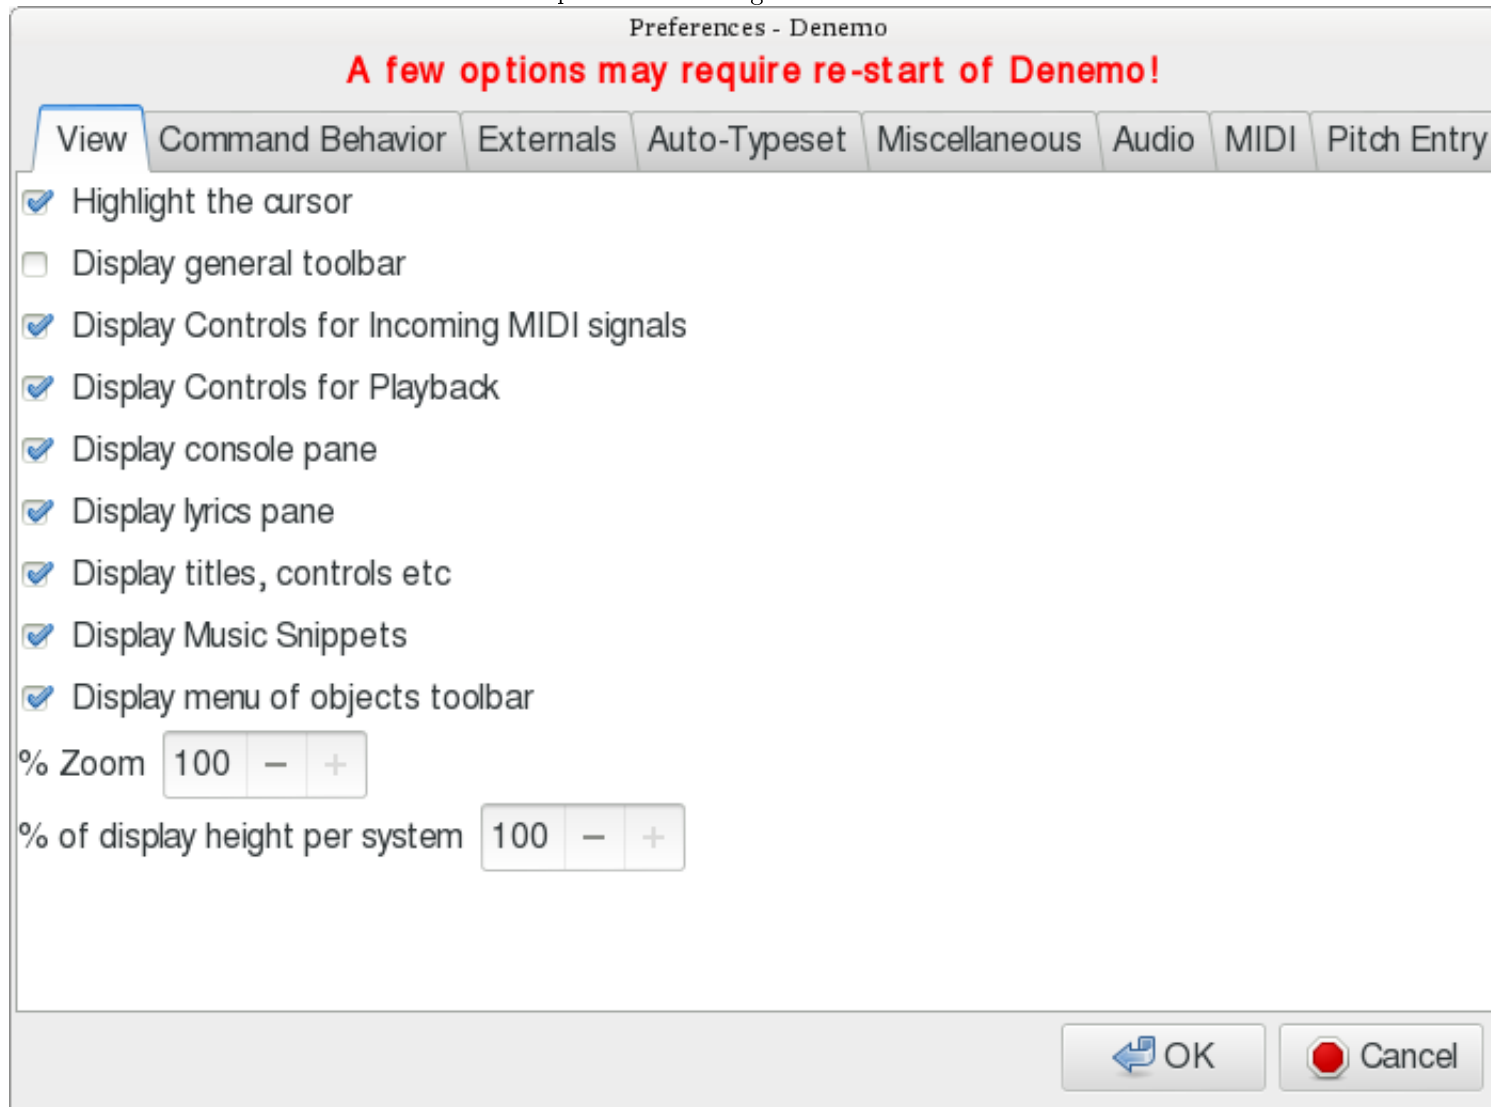 Preferences - Denemo
A few options may require re-start of Denemo!
View Command Behavior Externals Auto-Typeset Miscellaneous Audio MIDI Pitch Entry
Highlight the cursor
Display general toolbar
Display Controls for Incoming MIDI signals
Display Controls for Playback
Display console pane
Display lyrics pane
Display titles, controls etc
Display Music Snippets
Display menu of objects toolbar
% Zoom 100 − +
% of display height per system 100 − +
OK Cancel